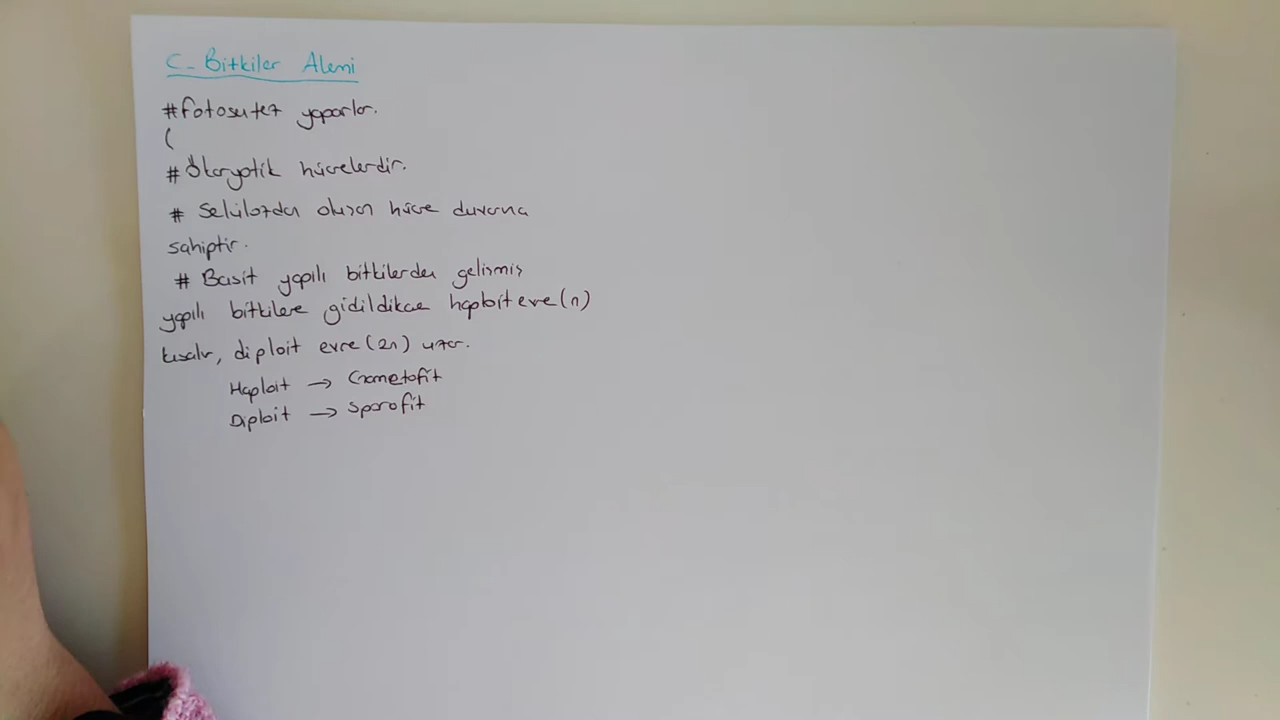 C- Bitkiler Alemi
#Fotosentez yaparlar.
(
# Ökaryotik hücrelerdir.
# Selülozdan oluşan hücre duvarına
sahiptir.
# Basit yapılı bitkilerden gelişmiş
yapılı bitkilere gidildikçe haploit evre(n)
kısalır, diploit evre(2n) uzar.
Haploit → Gametofit
Diploit → Sporofit